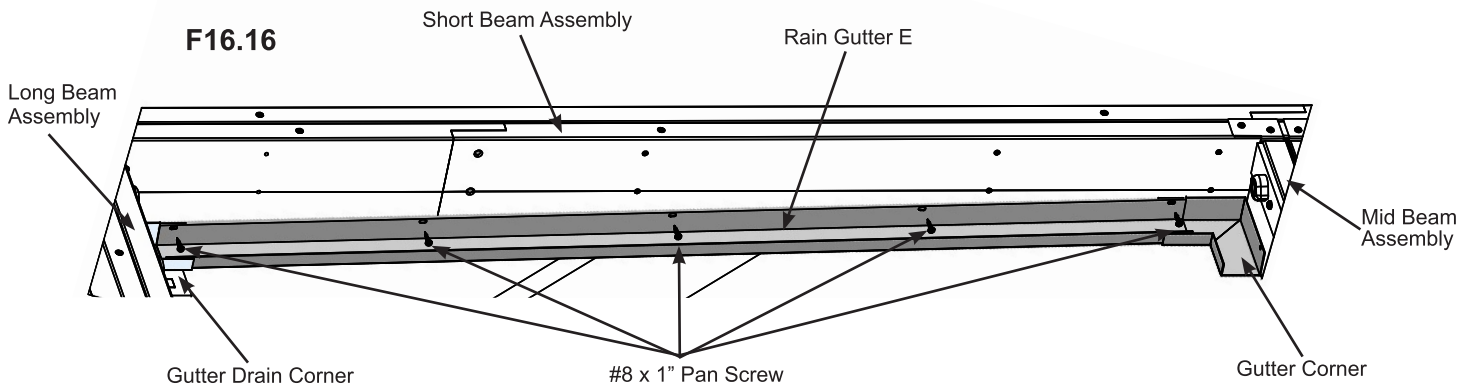 F16.16
Short Beam Assembly
Rain Gutter E
Long Beam
Assembly
Mid Beam
Assembly
Gutter Drain Corner
#8 x 1” Pan Screw
Gutter Corner